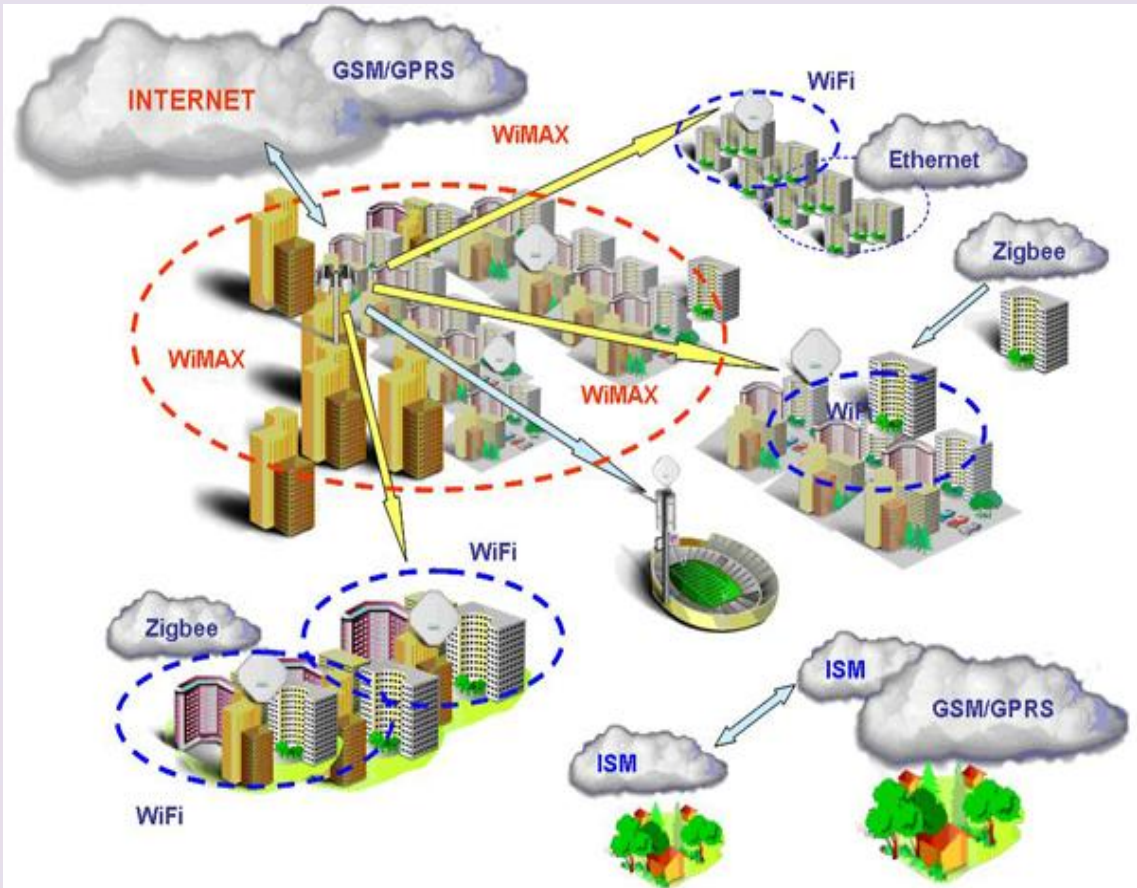 GSM/GPRS
INTERNET
WiFi
WiMAX
Ethernet
Zigbee
WiMAX
WiMAX
WiFi
WiFi
Zigbee
ISM
GSM/GPRS
ISM
WiFi